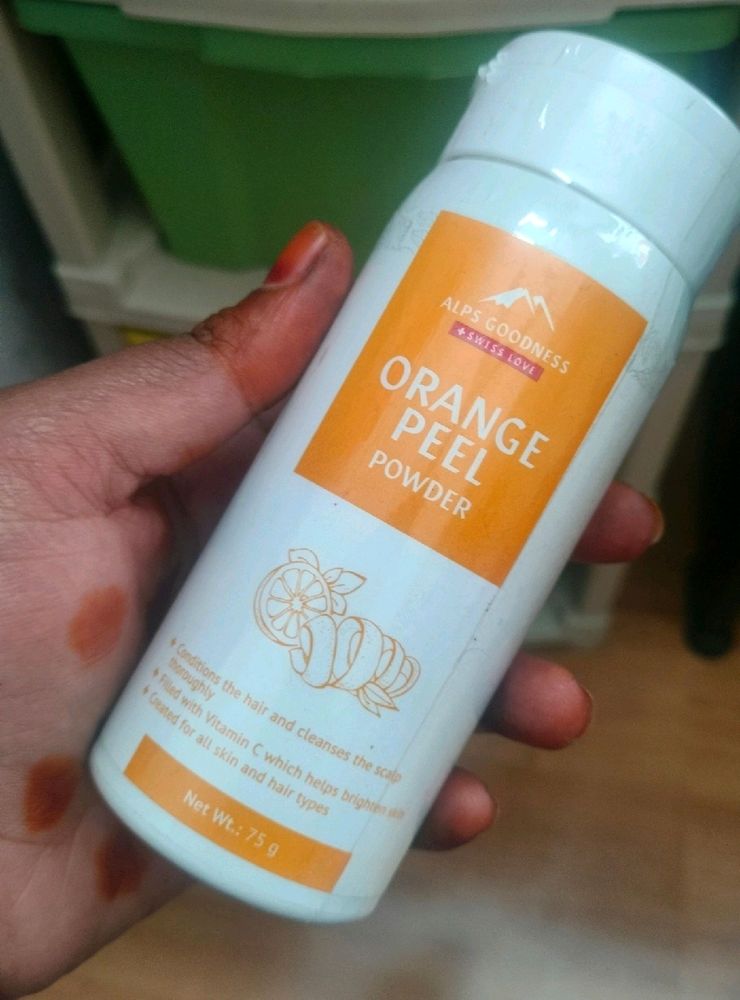 ALPS GOODNESS
+ SWISS LOVE
ORANGE
PEEL
POWDER
+ Conditions the hair and cleanses the scalp
thoroughly
+ Filled with Vitamin C which helps brighten skin
+ Created for all skin and hair types
Net Wt.: 75 g